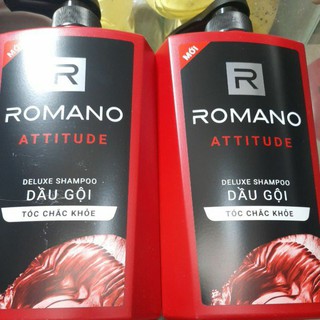 MỚI
R
ROMANO
ATTITUDE
DELUXE SHAMPOO
DẦU GỘI
TÓC CHẮC KHỎE
MỚI
R
ROMANO
ATTITUDE
DELUXE SHAMPOO
DẦU GỘI
TÓC CHẮC KHỎE